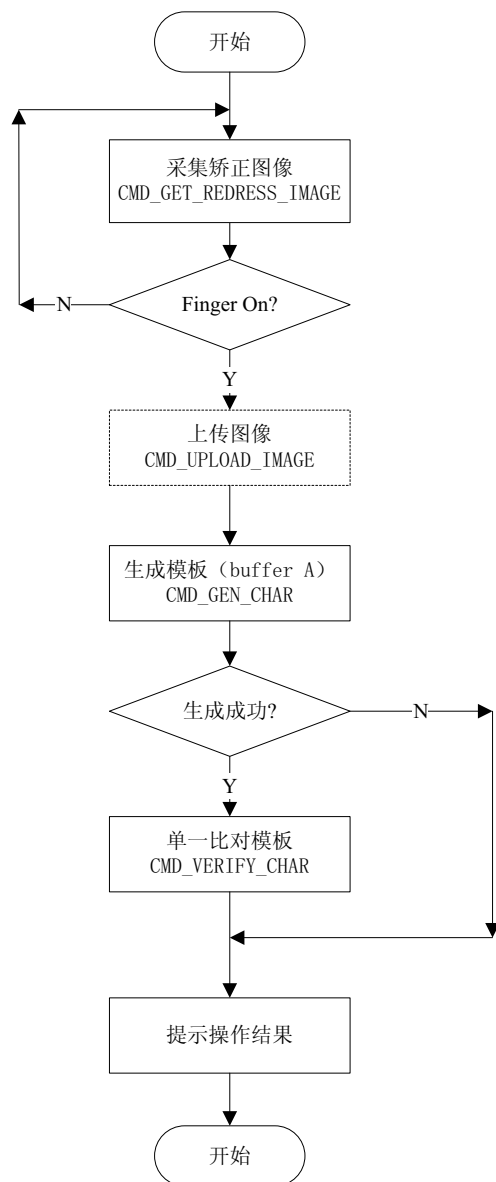 开始
采集矫正图像
CMD_GET_REDRESS_IMAGE
Finger On?
N
Y
上传图像
CMD_UPLOAD_IMAGE
生成模板（buffer A）
CMD_GEN_CHAR
生成成功?
N
Y
单一比对模板
CMD_VERIFY_CHAR
提示操作结果
开始